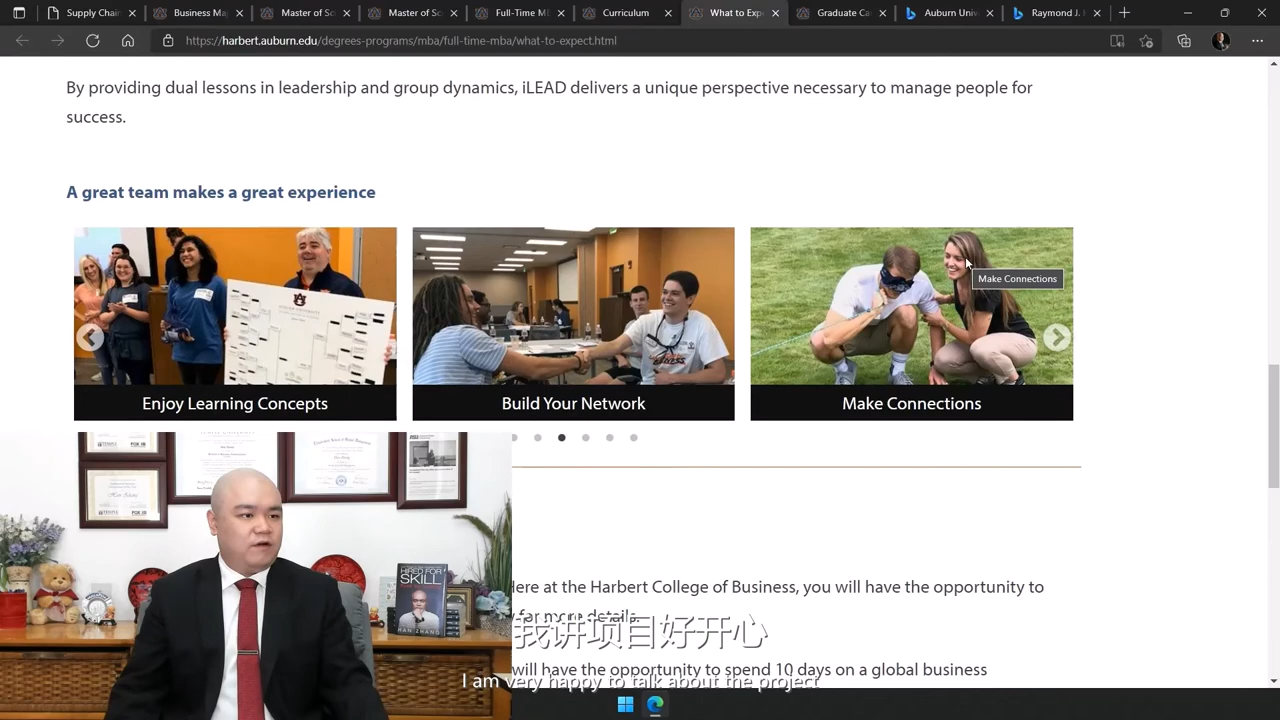 Supply Chain
Business Ma
Master of Sc
Master of Sc
Full-Time M
Curriculum
What to Exp
Graduate Ca
Auburn Univ
Raymond J.
https://harbert.auburn.edu/degrees-programs/mba/full-time-mba/what-to-expect.html
By providing dual lessons in leadership and group dynamics, iLEAD delivers a unique perspective necessary to manage people for
success.
A great team makes a great experience
Make Connections
Enjoy Learning Concepts
Build Your Network
Make Connections
Here at the Harbert College of Business, you will have the opportunity to
for more details.
我讲项目好开心
will have the opportunity to spend 10 days on a global business
I am very happy to talk about the project
HIRED FOR
SKILL
HAN ZHANG